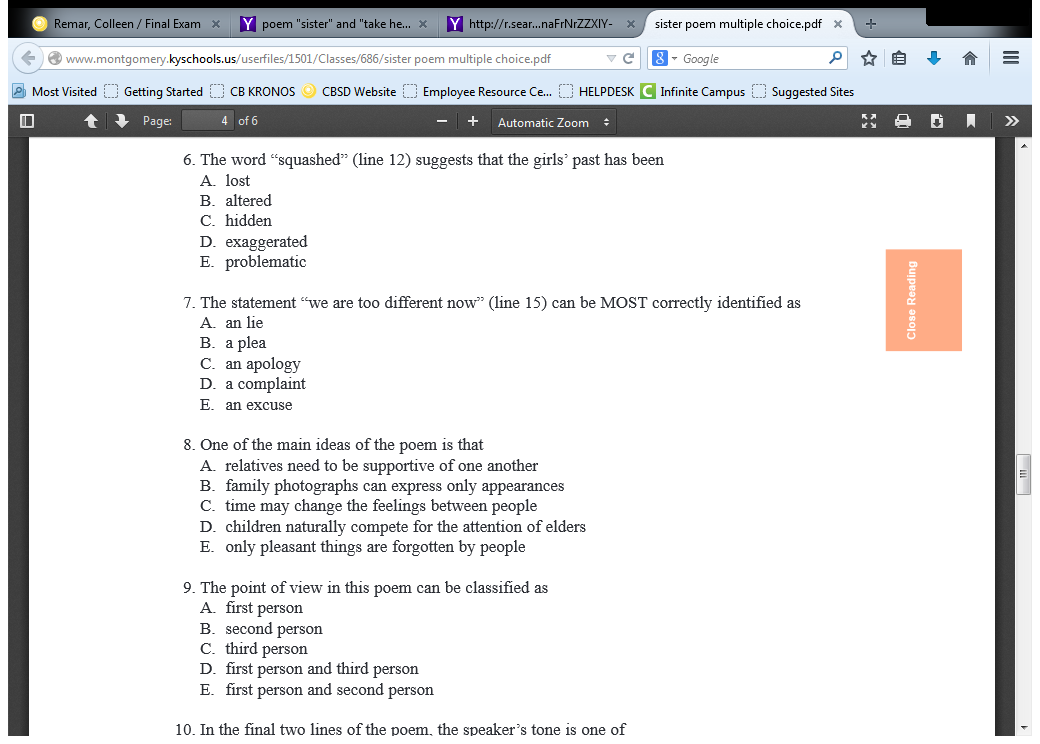 Remar, Colleen / Final Exam × poem "sister" and "take he... × http://r.sear...naFrNrZZXIY- × sister poem multiple choice.pdf × +
www.montgomery.kyschools.us/userfiles/1501/Classes/686/sister poem multiple choice.pdf Google
Most Visited Getting Started CB KRONOS CBSD Website Employee Resource Ce... HELPDESK Infinite Campus Suggested Sites
Page: 4 of 6 − + Automatic Zoom
6. The word “squashed” (line 12) suggests that the girls’ past has been
A. lost
B. altered
C. hidden
D. exaggerated
E. problematic
Close Reading
7. The statement “we are too different now” (line 15) can be MOST correctly identified as
A. an lie
B. a plea
C. an apology
D. a complaint
E. an excuse
8. One of the main ideas of the poem is that
A. relatives need to be supportive of one another
B. family photographs can express only appearances
C. time may change the feelings between people
D. children naturally compete for the attention of elders
E. only pleasant things are forgotten by people
9. The point of view in this poem can be classified as
A. first person
B. second person
C. third person
D. first person and third person
E. first person and second person
10. In the final two lines of the poem, the speaker’s tone is one of